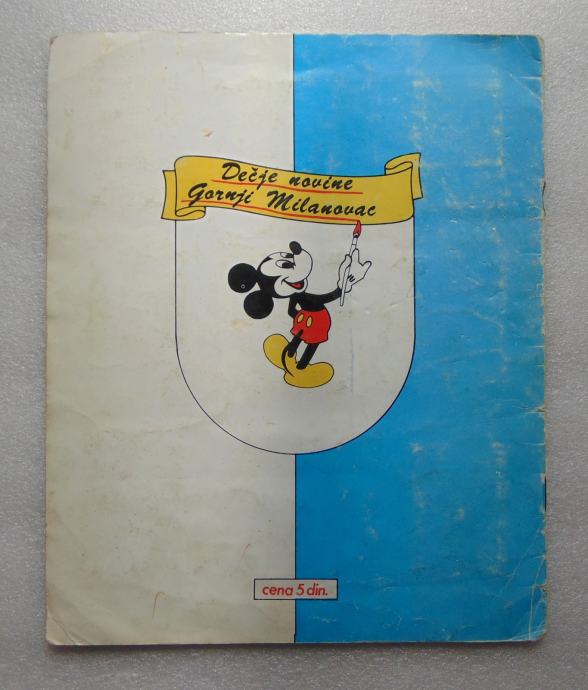 Dečje novine
Gornji Milanovac
cena 5 din.